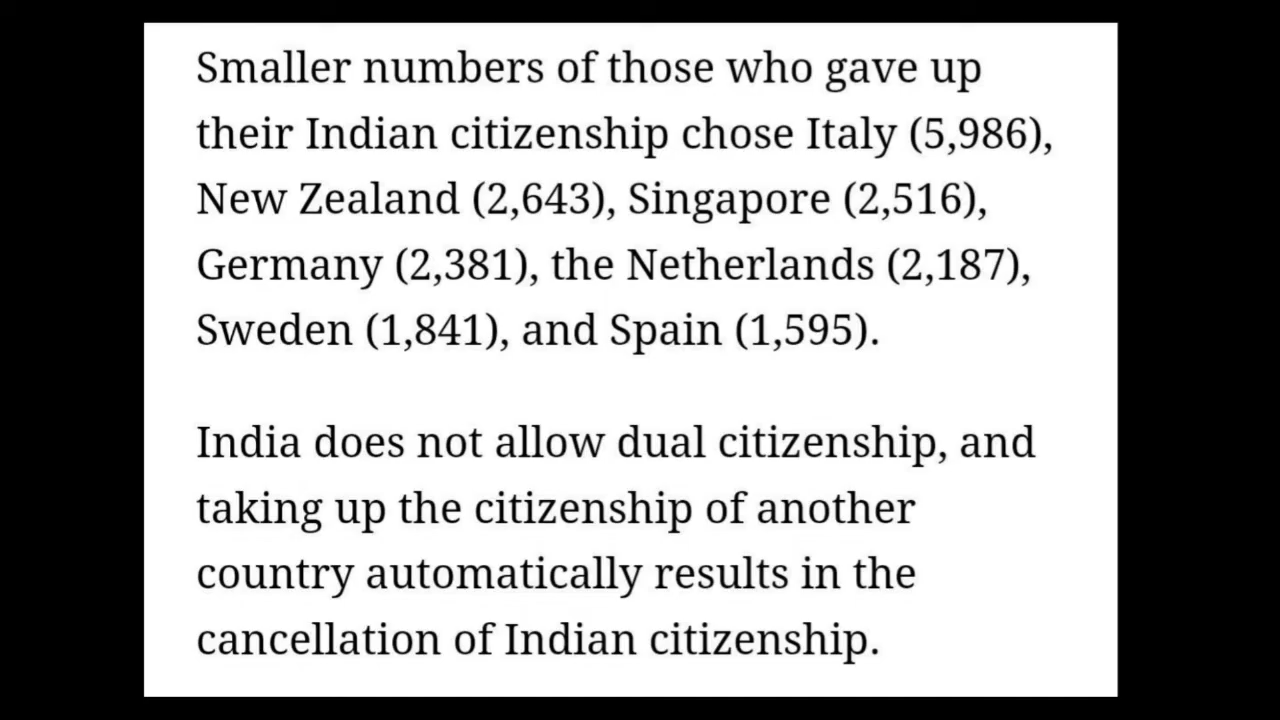 Smaller numbers of those who gave up
their Indian citizenship chose Italy (5,986),
New Zealand (2,643), Singapore (2,516),
Germany (2,381), the Netherlands (2,187),
Sweden (1,841), and Spain (1,595).
India does not allow dual citizenship, and
taking up the citizenship of another
country automatically results in the
cancellation of Indian citizenship.